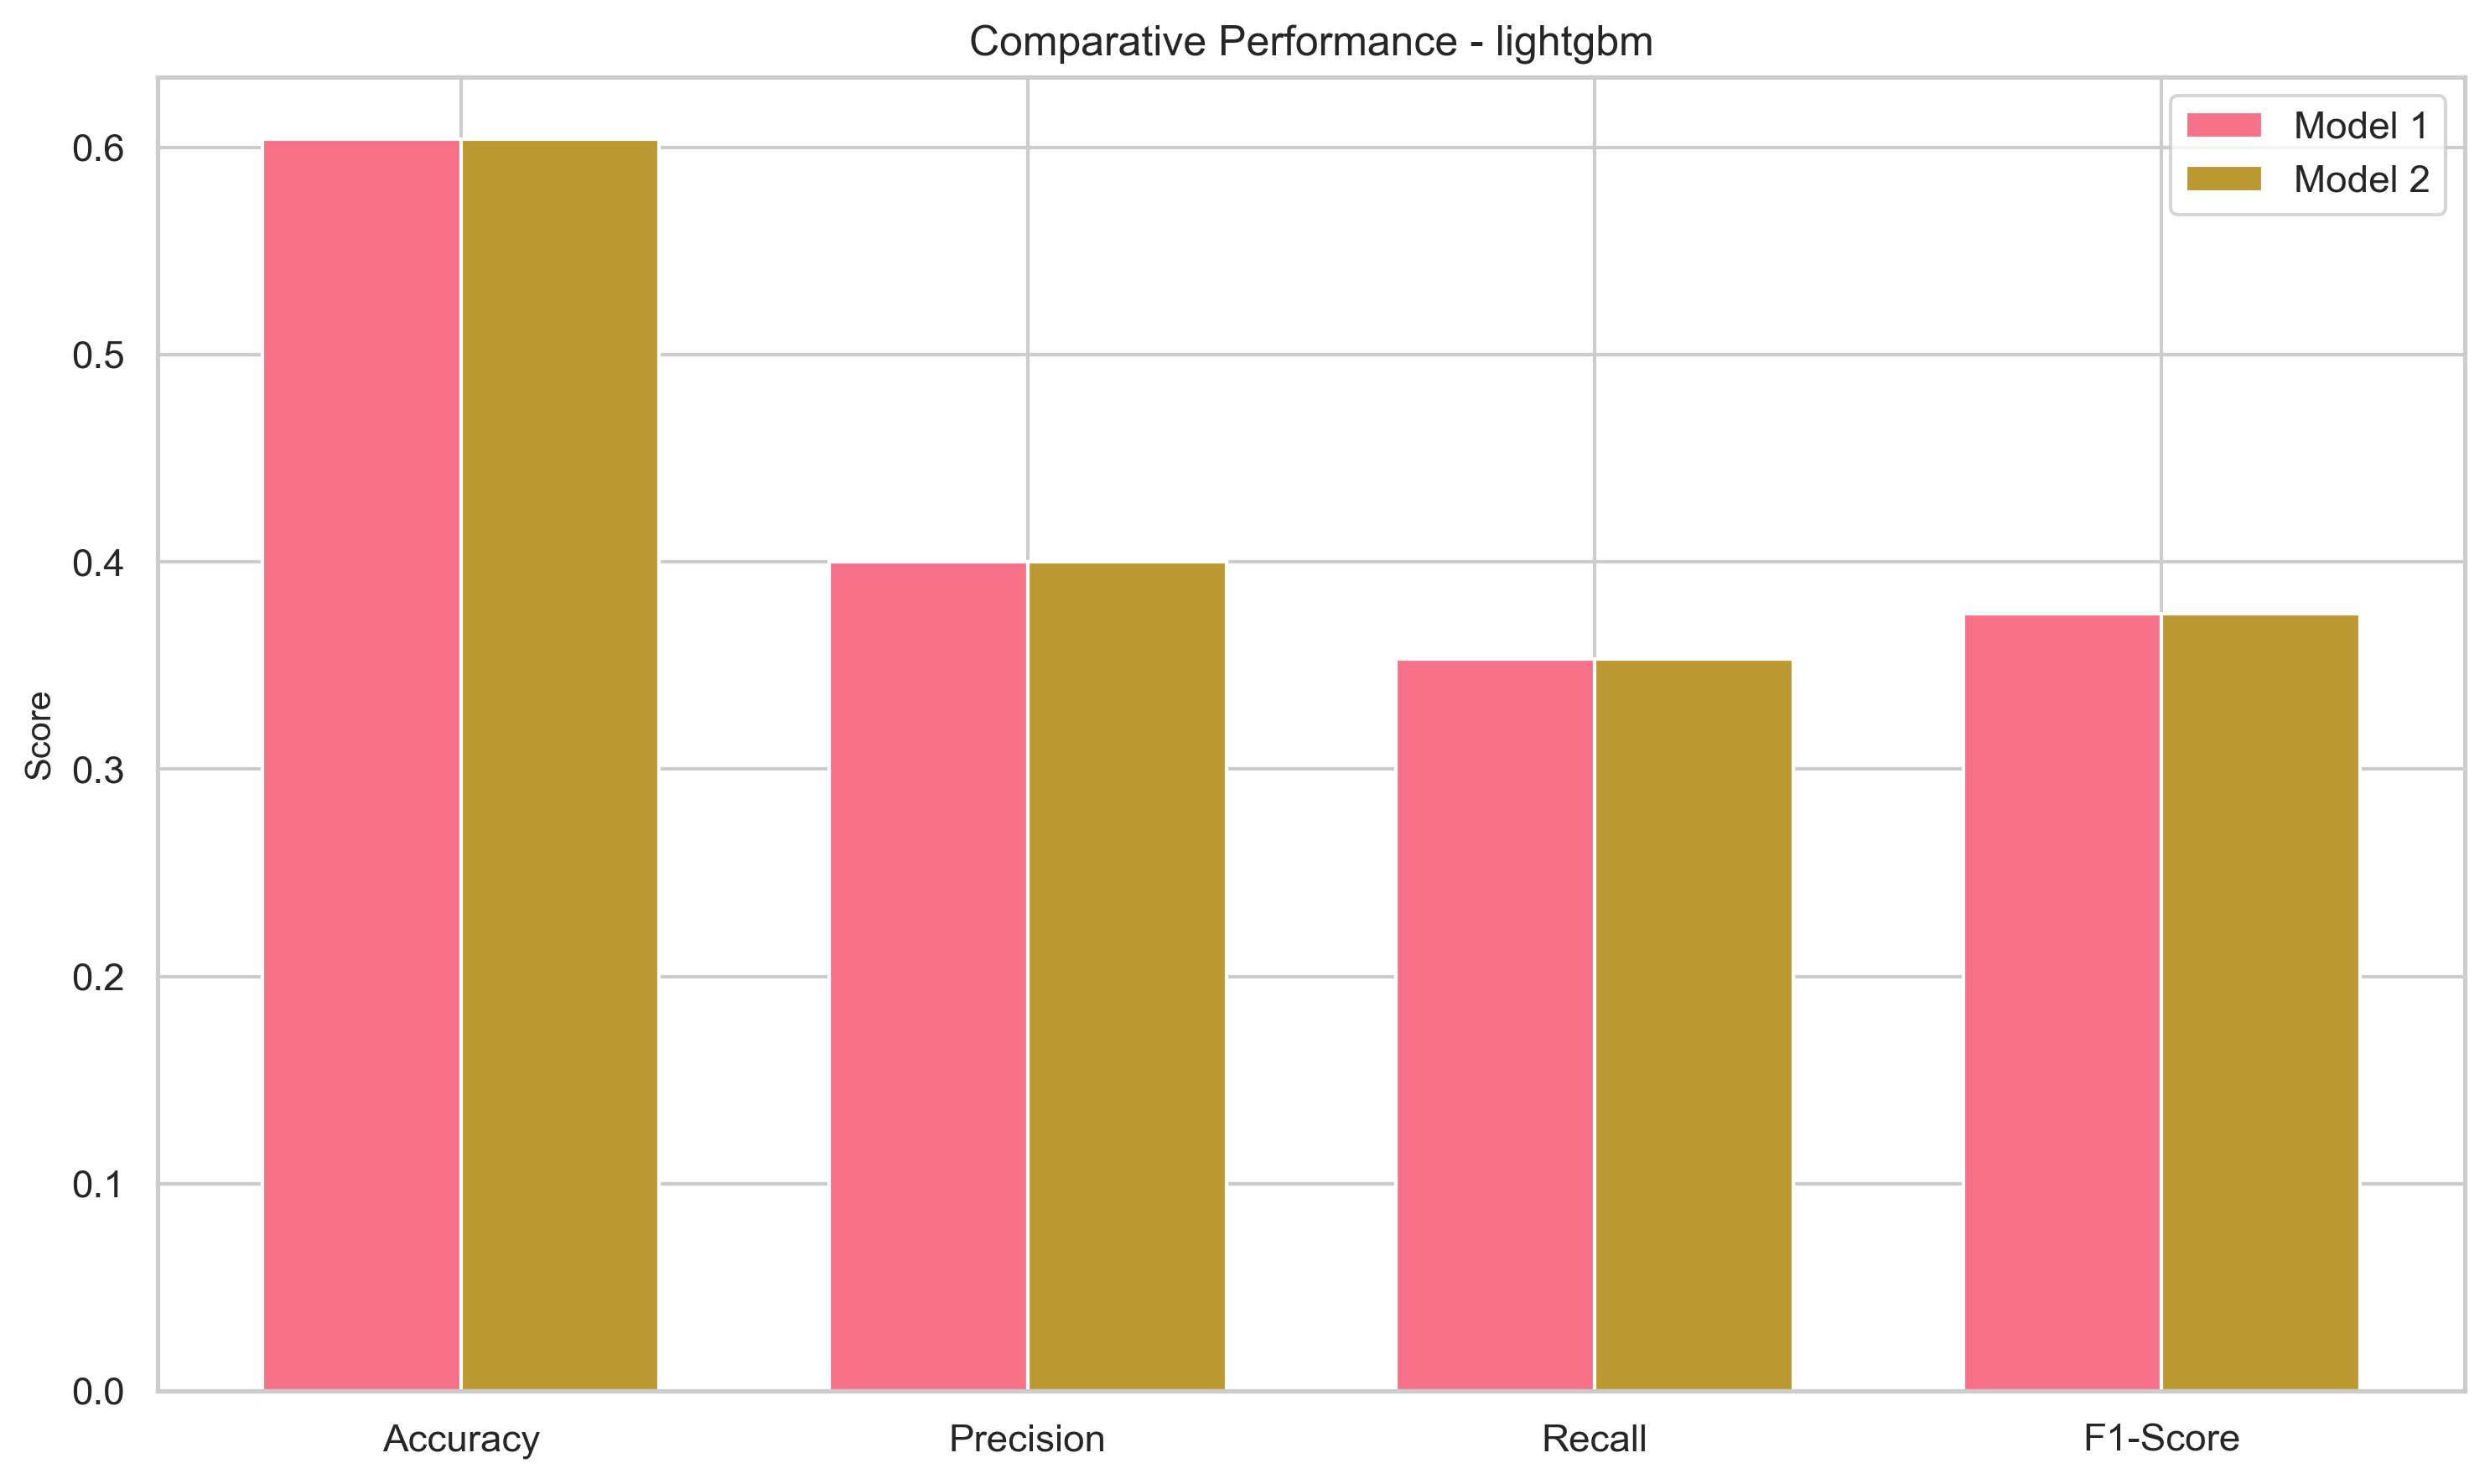 Comparative Performance - lightgbm
Model 1
Model 2
Score
0.6
0.5
0.4
0.3
0.2
0.1
0.0
Accuracy
Precision
Recall
F1-Score